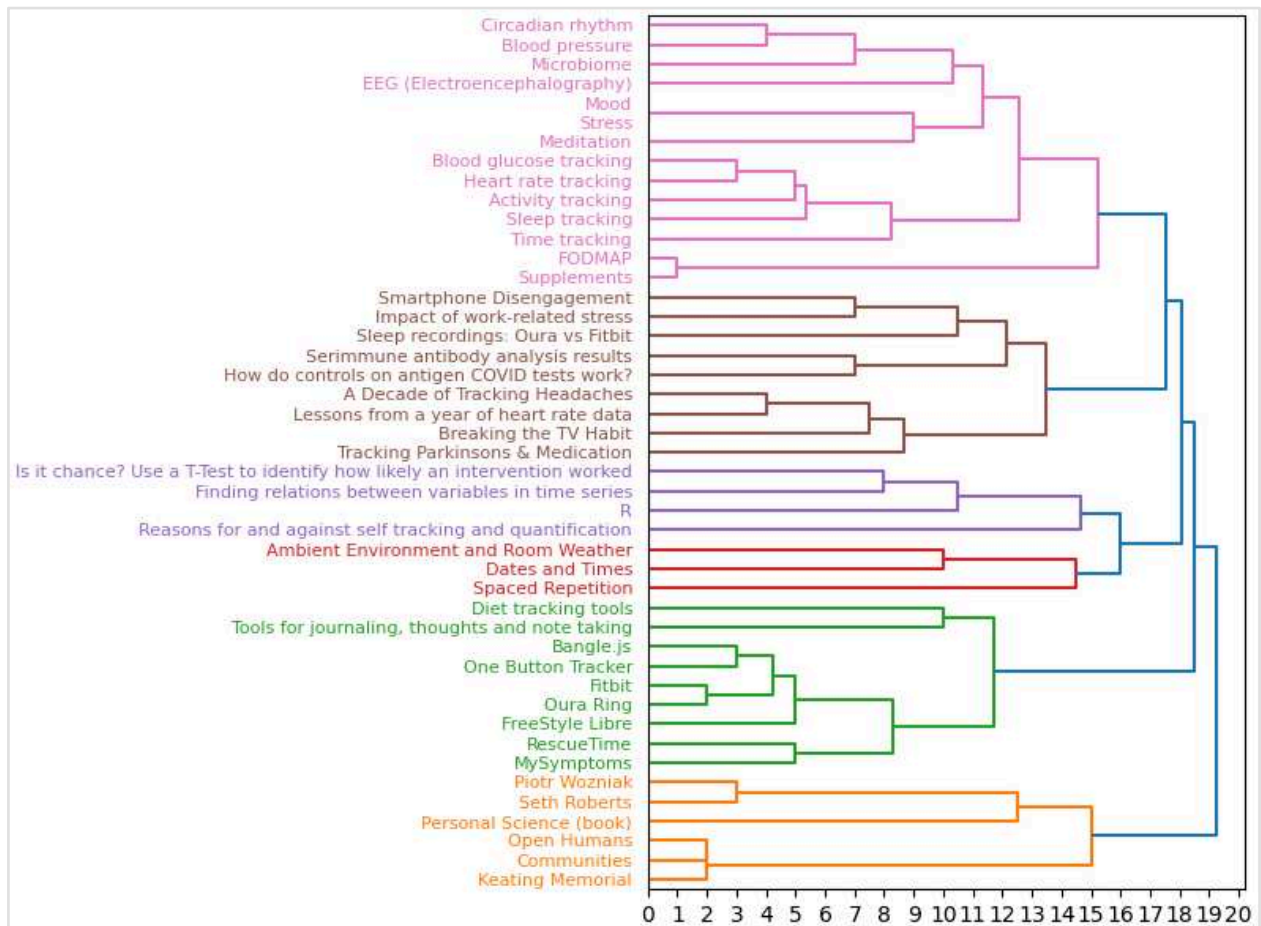 Circadian rhythm
Blood pressure
Microbiome
EEG (Electroencephalography)
Mood
Stress
Meditation
Blood glucose tracking
Heart rate tracking
Activity tracking
Sleep tracking
Time tracking
FODMAP
Supplements
Smartphone Disengagement
Impact of work-related stress
Sleep recordings: Oura vs Fitbit
Serimmune antibody analysis results
How do controls on antigen COVID tests work?
A Decade of Tracking Headaches
Lessons from a year of heart rate data
Breaking the TV Habit
Tracking Parkinsons & Medication
Is it chance? Use a T-Test to identify how likely an intervention worked
Finding relations between variables in time series
R
Reasons for and against self tracking and quantification
Ambient Environment and Room Weather
Dates and Times
Spaced Repetition
Diet tracking tools
Tools for journaling, thoughts and note taking
Bangle.js
One Button Tracker
Fitbit
Oura Ring
FreeStyle Libre
RescueTime
MySymptoms
Piotr Wozniak
Seth Roberts
Personal Science (book)
Open Humans
Communities
Keating Memorial
0 1 2 3 4 5 6 7 8 9 10 11 12 13 14 15 16 17 18 19 20